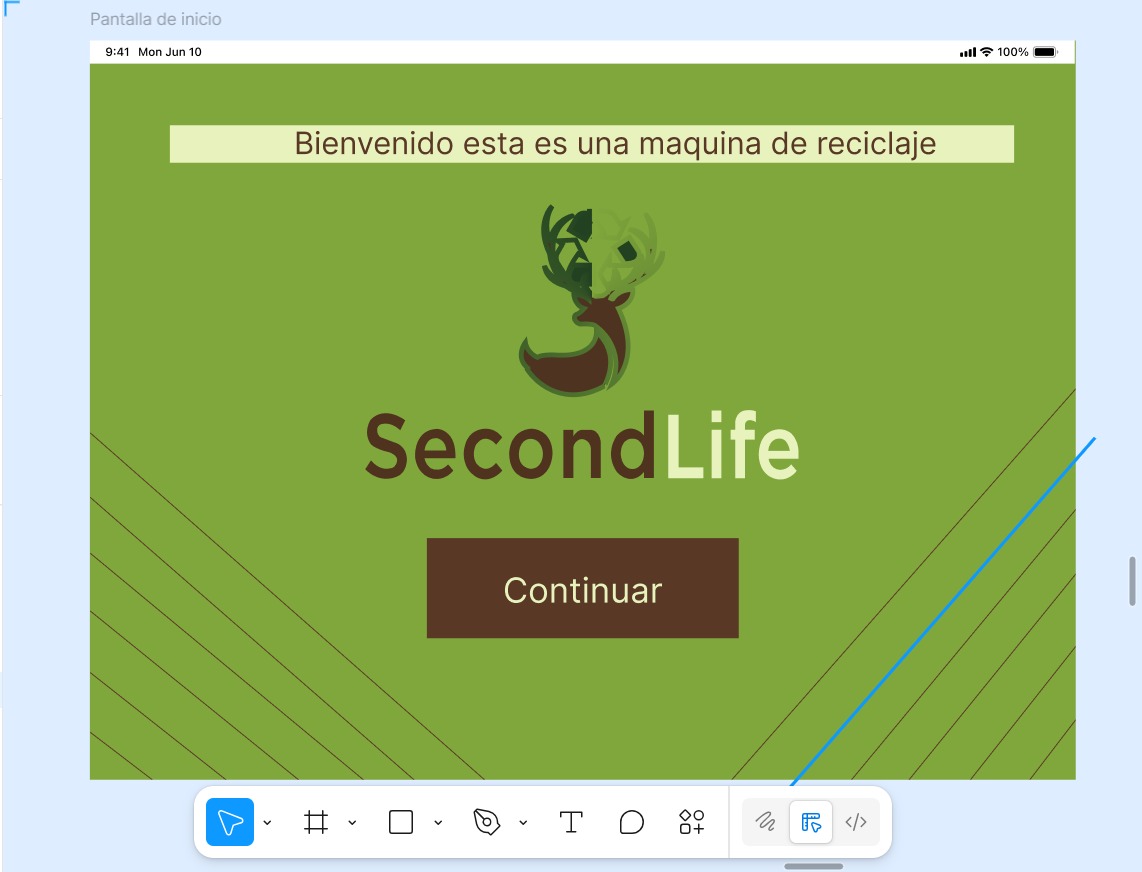 Pantalla de inicio
9:41 Mon Jun 10 100%
Bienvenido esta es una maquina de reciclaje
SecondLife
Continuar